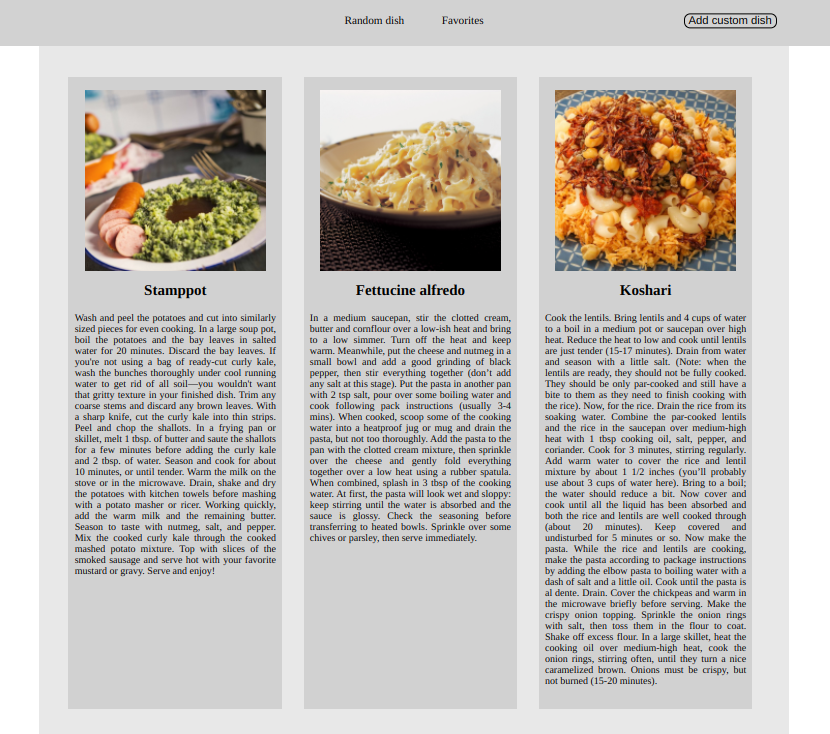 Random dish
Favorites
Add custom dish
Stamppot
Wash and peel the potatoes and cut into similarly
sized pieces for even cooking. In a large soup pot,
boil the potatoes and the bay leaves in salted
water for 20 minutes. Discard the bay leaves. If
you're not using a bag of ready-cut curly kale,
wash the bunches thoroughly under cool running
water to get rid of all soil—you wouldn't want
that gritty texture in your finished dish. Trim any
coarse stems and discard any brown leaves. With
a sharp knife, cut the curly kale into thin strips.
Peel and chop the shallots. In a frying pan or
skillet, melt 1 tbsp. of butter and saute the shallots
for a few minutes before adding the curly kale
and 2 tbsp. of water. Season and cook for about
10 minutes, or until tender. Warm the milk on the
stove or in the microwave. Drain, shake and dry
the potatoes with kitchen towels before mashing
with a potato masher or ricer. Working quickly,
add the warm milk and the remaining butter.
Season to taste with nutmeg, salt, and pepper.
Mix the cooked curly kale through the cooked
mashed potato mixture. Top with slices of the
smoked sausage and serve hot with your favorite
mustard or gravy. Serve and enjoy!
Fettucine alfredo
In a medium saucepan, stir the clotted cream,
butter and cornflour over a low-ish heat and bring
to a low simmer. Turn off the heat and keep
warm. Meanwhile, put the cheese and nutmeg in a
small bowl and add a good grinding of black
pepper, then stir everything together (don't add
any salt at this stage). Put the pasta in another pan
with 2 tsp salt, pour over some boiling water and
cook following pack instructions (usually 3-4
mins). When cooked, scoop some of the cooking
water into a heatproof jug or mug and drain the
pasta, but not too thoroughly. Add the pasta to the
pan with the clotted cream mixture, then sprinkle
over the cheese and gently fold everything
together over a low heat using a rubber spatula.
When combined, splash in 3 tbsp of the cooking
water. At first, the pasta will look wet and sloppy:
keep stirring until the water is absorbed and the
sauce is glossy. Check the seasoning before
transferring to heated bowls. Sprinkle over some
chives or parsley, then serve immediately.
Koshari
Cook the lentils. Bring lentils and 4 cups of water
to a boil in a medium pot or saucepan over high
heat. Reduce the heat to low and cook until lentils
are just tender (15-17 minutes). Drain from water
and season with a little salt. (Note: when the
lentils are ready, they should not be fully cooked.
They should be only par-cooked and still have a
bite to them as they need to finish cooking with
the rice). Now, for the rice. Drain the rice from its
soaking water. Combine the par-cooked lentils
and the rice in the saucepan over medium-high
heat with 1 tbsp cooking oil, salt, pepper, and
coriander. Cook for 3 minutes, stirring regularly.
Add warm water to cover the rice and lentil
mixture by about 1 1/2 inches (you'll probably
use about 3 cups of water here). Bring to a boil;
the water should reduce a bit. Now cover and
cook until all the liquid has been absorbed and
both the rice and lentils are well cooked through
(about 20 minutes). Keep covered and
undisturbed for 5 minutes or so. Now make the
pasta. While the rice and lentils are cooking,
make the pasta according to package instructions
by adding the elbow pasta to boiling water with a
dash of salt and a little oil. Cook until the pasta is
al dente. Drain. Cover the chickpeas and warm in
the microwave briefly before serving. Make the
crispy onion topping. Sprinkle the onion rings
with salt, then toss them in the flour to coat.
Shake off excess flour. In a large skillet, heat the
cooking oil over medium-high heat, cook the
onion rings, stirring often, until they turn a nice
caramelized brown. Onions must be crispy, but
not burned (15-20 minutes).